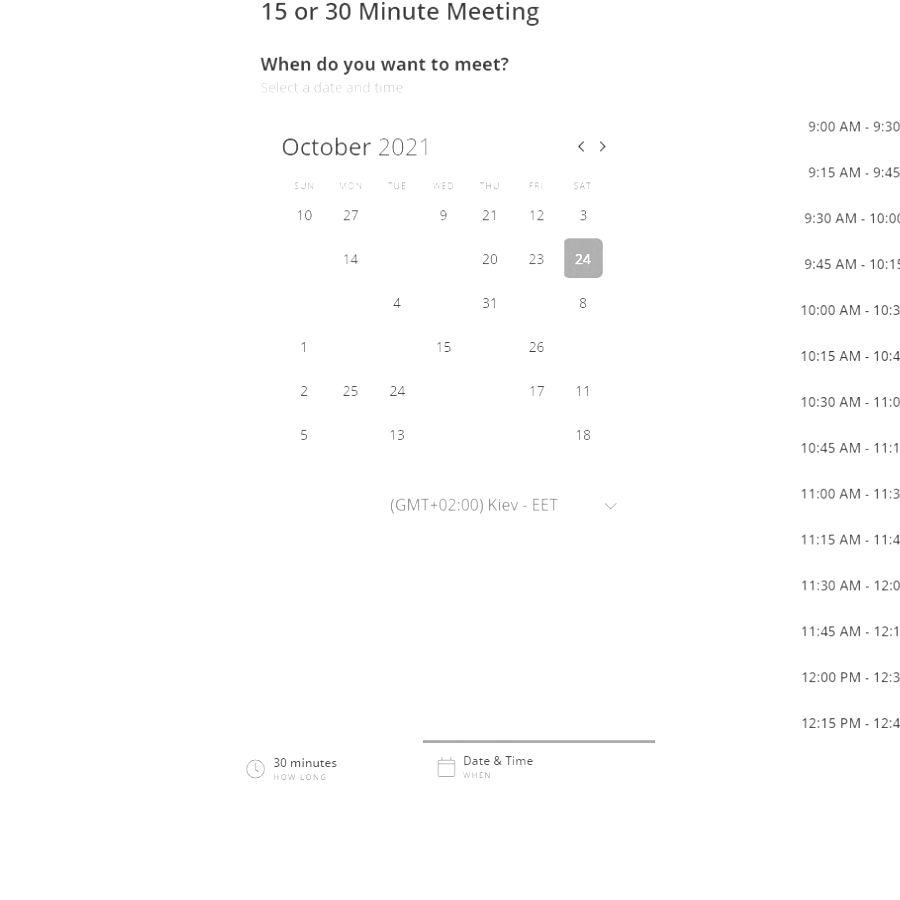 15 or 30 Minute Meeting
When do you want to meet?
Select a date and time
October 2021
SUN MON TUE WED THU FRI SAT
10 27 9 21 12 3
14 20 23 24
4 31 8
1 15 26
2 25 24 17 11
5 13 18
(GMT+02:00) Kiev - EET
9:00 AM - 9:30
9:15 AM - 9:45
9:30 AM - 10:00
9:45 AM - 10:15
10:00 AM - 10:3
10:15 AM - 10:4
10:30 AM - 11:0
10:45 AM - 11:1
11:00 AM - 11:3
11:15 AM - 11:4
11:30 AM - 12:0
11:45 AM - 12:1
12:00 PM - 12:3
12:15 PM - 12:4
30 minutes
HOW LONG
Date & Time
WHEN